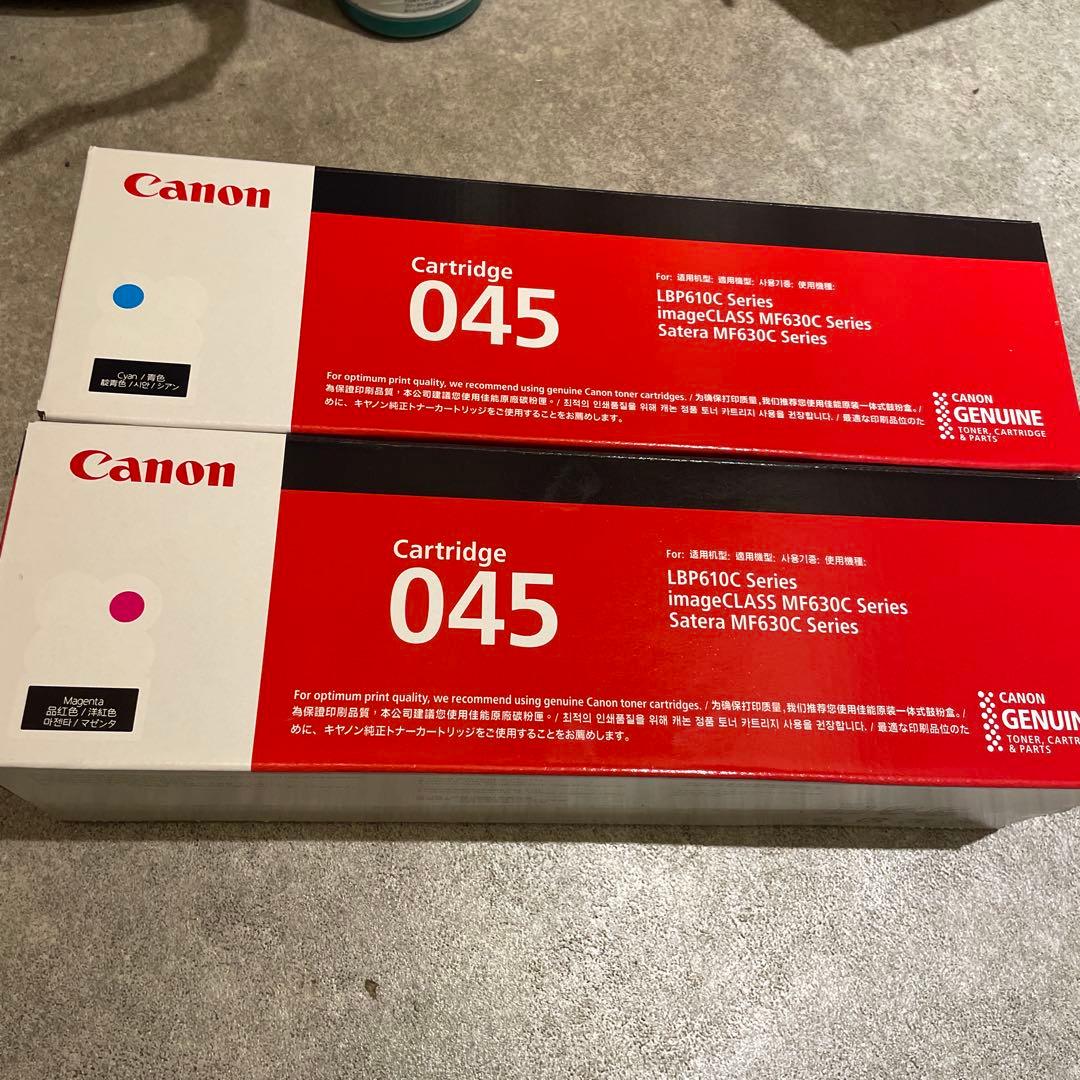 Canon
Cartridge
045
For: 适用机型: 適用機型: 사용기종: 使用機種:
LBP610C Series
imageCLASS MF630C Series
Satera MF630C Series
Cyan / 青色
靛青色 / 시안 / シアン
For optimum print quality, we recommend using genuine Canon toner cartridges. / 为确保打印质量,我们推荐您使用佳能原装一体式鼓粉盒。/
為保證印刷品質，本公司建議您使用佳能原廠碳粉匣。/ 최적의 인쇄품질을 위해 캐논 정품 토너 카트리지 사용을 권장합니다. / 最適な印刷品位のた
めに、キヤノン純正トナーカートリッジをご使用することをお薦めします。
CANON
GENUINE
TONER, CARTRIDGE
& PARTS
Canon
Cartridge
045
For: 适用机型: 適用機型: 사용기종: 使用機種:
LBP610C Series
imageCLASS MF630C Series
Satera MF630C Series
Magenta
品红色 / 洋紅色
마젠타 / マゼンタ
For optimum print quality, we recommend using genuine Canon toner cartridges. / 为确保打印质量,我们推荐您使用佳能原装一体式鼓粉盒。/
為保證印刷品質，本公司建議您使用佳能原廠碳粉匣。/ 최적의 인쇄품질을 위해 캐논 정품 토너 카트리지 사용을 권장합니다. / 最適な印刷品位のた
めに、キヤノン純正トナーカートリッジをご使用することをお薦めします。
CANON
GENUIN
TONER, CARTR
& PARTS